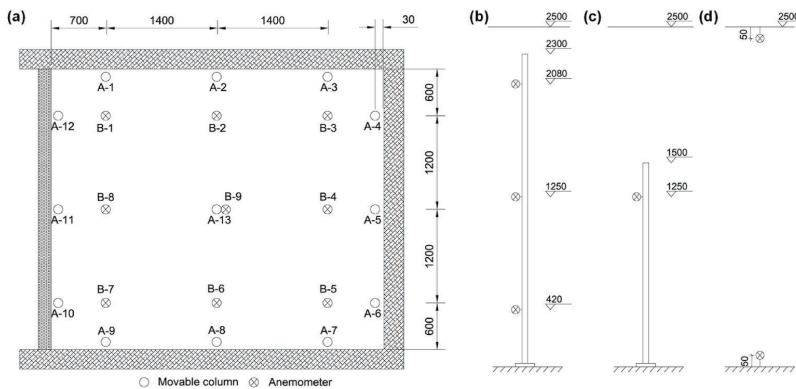 (a)
700
1400
1400
30
A-1
A-2
A-3
A-12
B-1
B-2
B-3
A-4
B-8
B-9
B-4
A-11
A-13
A-5
B-7
B-6
B-5
A-10
A-6
A-9
A-8
A-7
600
1200
1200
600
Movable column
Anemometer
(b)
2500
2300
2080
1250
420
(c)
2500
1500
1250
(d)
2500
50
50